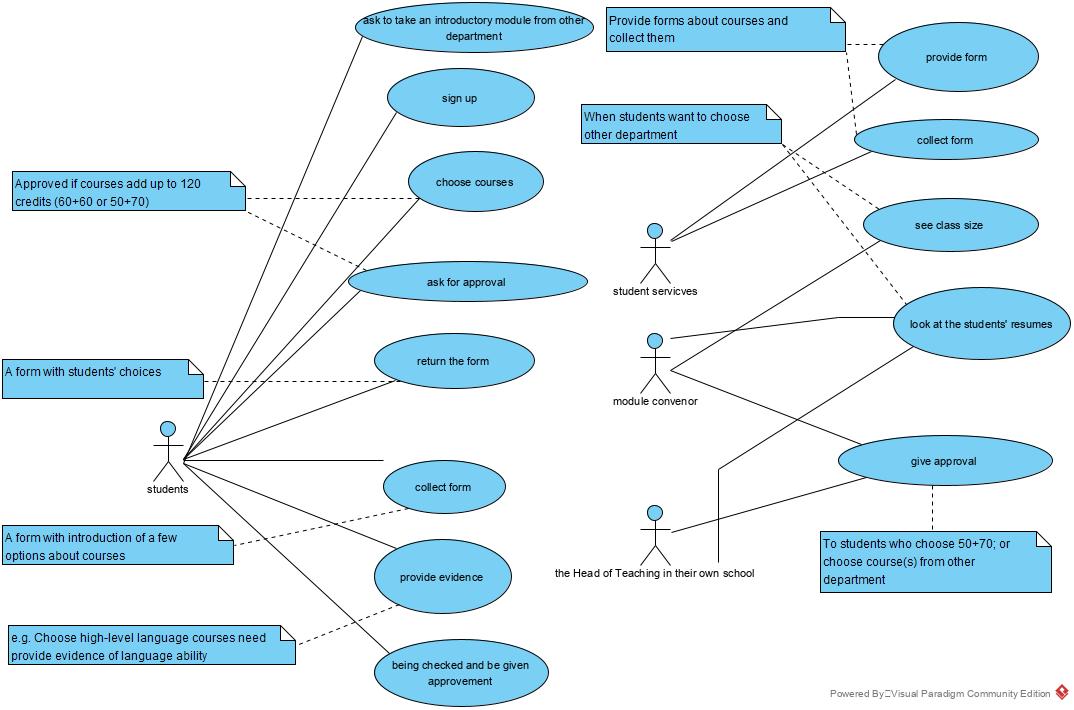 ask to take an introductory module from other
department
sign up
choose courses
Approved if courses add up to 120
credits (60+60 or 50+70)
ask for approval
return the form
A form with students' choices
students
collect form
A form with introduction of a few
options about courses
provide evidence
e.g. Choose high-level language courses need
provide evidence of language ability
being checked and be given
approvement
Provide forms about courses and
collect them
provide form
When students want to choose
other department
collect form
see class size
student servicves
look at the students' resumes
module convenor
give approval
the Head of Teaching in their own school
To students who choose 50+70; or
choose course(s) from other
department
Powered By Visual Paradigm Community Edition